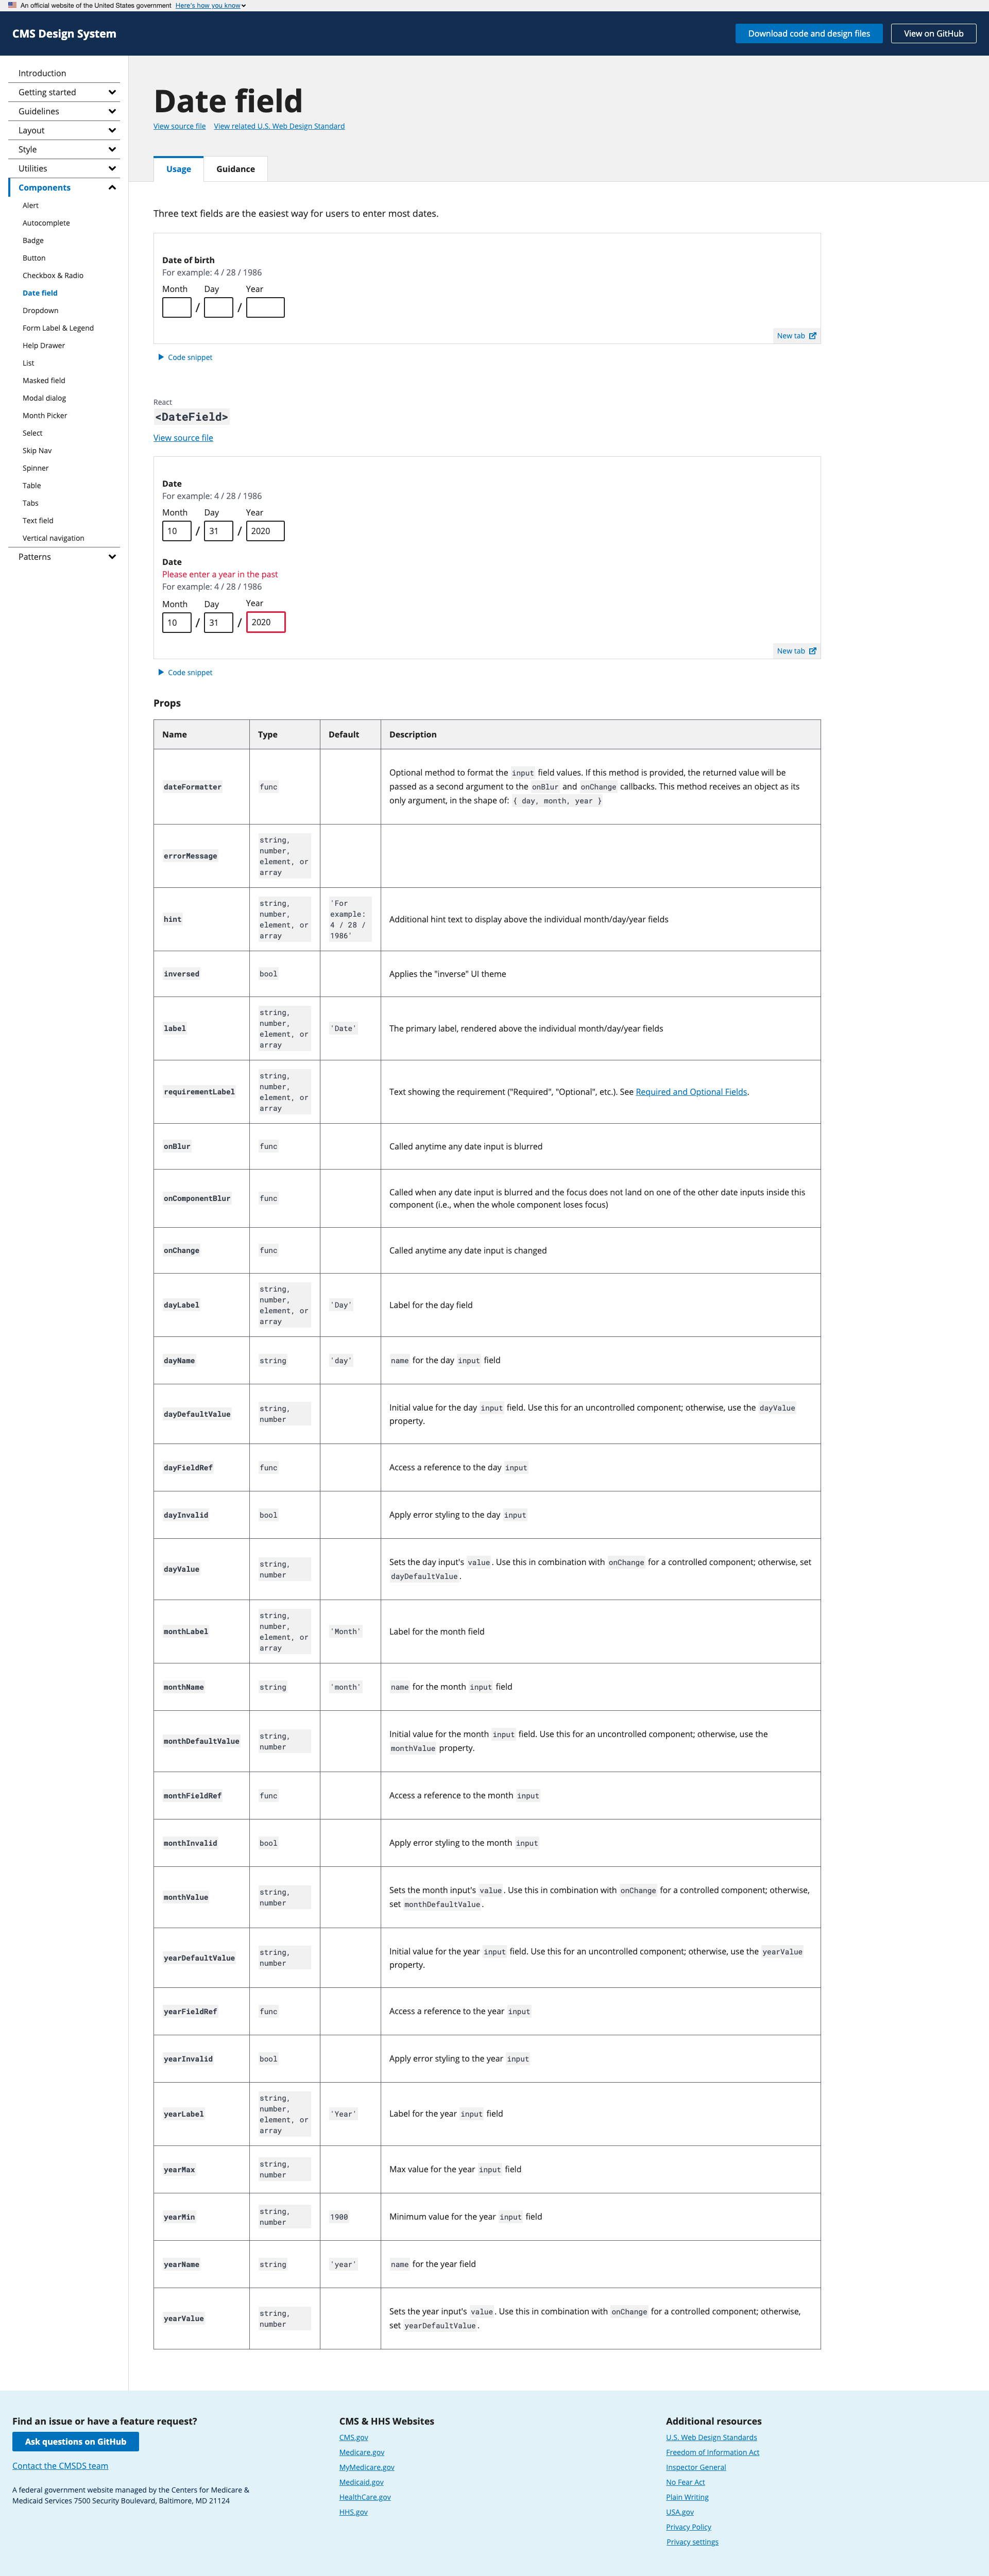 An official website of the United States government Here's how you know
CMS Design System
Download code and design files
View on GitHub
Introduction
Getting started
Guidelines
Layout
Style
Utilities
Components
Alert
Autocomplete
Badge
Button
Checkbox & Radio
Date field
Dropdown
Form Label & Legend
Help Drawer
List
Masked field
Modal dialog
Month Picker
Select
Skip Nav
Spinner
Table
Tabs
Text field
Vertical navigation
Patterns
Date field
View source file View related U.S. Web Design Standard
Usage Guidance
Three text fields are the easiest way for users to enter most dates.
Date of birth
For example: 4 / 28 / 1986
Month Day Year
/ /
New tab
Code snippet
React
<DateField>
View source file
Date
For example: 4 / 28 / 1986
Month Day Year
10 / 31 / 2020
Date
Please enter a year in the past
For example: 4 / 28 / 1986
Month Day Year
10 / 31 / 2020
New tab
Code snippet
Props
Name Type Default Description
dateFormatter
func
Optional method to format the input field values. If this method is provided, the returned value will be
passed as a second argument to the onBlur and onChange callbacks. This method receives an object as its
only argument, in the shape of: { day, month, year }
errorMessage
string,
number,
element, or
array
hint
string,
number,
element, or
array
'For
example:
4 / 28 /
1986'
Additional hint text to display above the individual month/day/year fields
inversed
bool
Applies the "inverse" UI theme
label
string,
number,
element, or
array
'Date'
The primary label, rendered above the individual month/day/year fields
requirementLabel
string,
number,
element, or
array
Text showing the requirement ("Required", "Optional", etc.). See Required and Optional Fields.
onBlur
func
Called anytime any date input is blurred
onComponentBlur
func
Called when any date input is blurred and the focus does not land on one of the other date inputs inside this
component (i.e., when the whole component loses focus)
onChange
func
Called anytime any date input is changed
dayLabel
string,
number,
element, or
array
'Day'
Label for the day field
dayName
string
'day'
name for the day input field
dayDefaultValue
string,
number
Initial value for the day input field. Use this for an uncontrolled component; otherwise, use the dayValue
property.
dayFieldRef
func
Access a reference to the day input
dayInvalid
bool
Apply error styling to the day input
dayValue
string,
number
Sets the day input's value. Use this in combination with onChange for a controlled component; otherwise, set
dayDefaultValue.
monthLabel
string,
number,
element, or
array
'Month'
Label for the month field
monthName
string
'month'
name for the month input field
monthDefaultValue
string,
number
Initial value for the month input field. Use this for an uncontrolled component; otherwise, use the
monthValue property.
monthFieldRef
func
Access a reference to the month input
monthInvalid
bool
Apply error styling to the month input
monthValue
string,
number
Sets the month input's value. Use this in combination with onChange for a controlled component; otherwise,
set monthDefaultValue.
yearDefaultValue
string,
number
Initial value for the year input field. Use this for an uncontrolled component; otherwise, use the yearValue
property.
yearFieldRef
func
Access a reference to the year input
yearInvalid
bool
Apply error styling to the year input
yearLabel
string,
number,
element, or
array
'Year'
Label for the year input field
yearMax
string,
number
Max value for the year input field
yearMin
string,
number
1900
Minimum value for the year input field
yearName
string
'year'
name for the year field
yearValue
string,
number
Sets the year input's value. Use this in combination with onChange for a controlled component; otherwise,
set yearDefaultValue.
Find an issue or have a feature request?
Ask questions on GitHub
Contact the CMSDS team
A federal government website managed by the Centers for Medicare &
Medicaid Services 7500 Security Boulevard, Baltimore, MD 21124
CMS & HHS Websites
CMS.gov
Medicare.gov
MyMedicare.gov
Medicaid.gov
HealthCare.gov
HHS.gov
Additional resources
U.S. Web Design Standards
Freedom of Information Act
Inspector General
No Fear Act
Plain Writing
USA.gov
Privacy Policy
Privacy settings